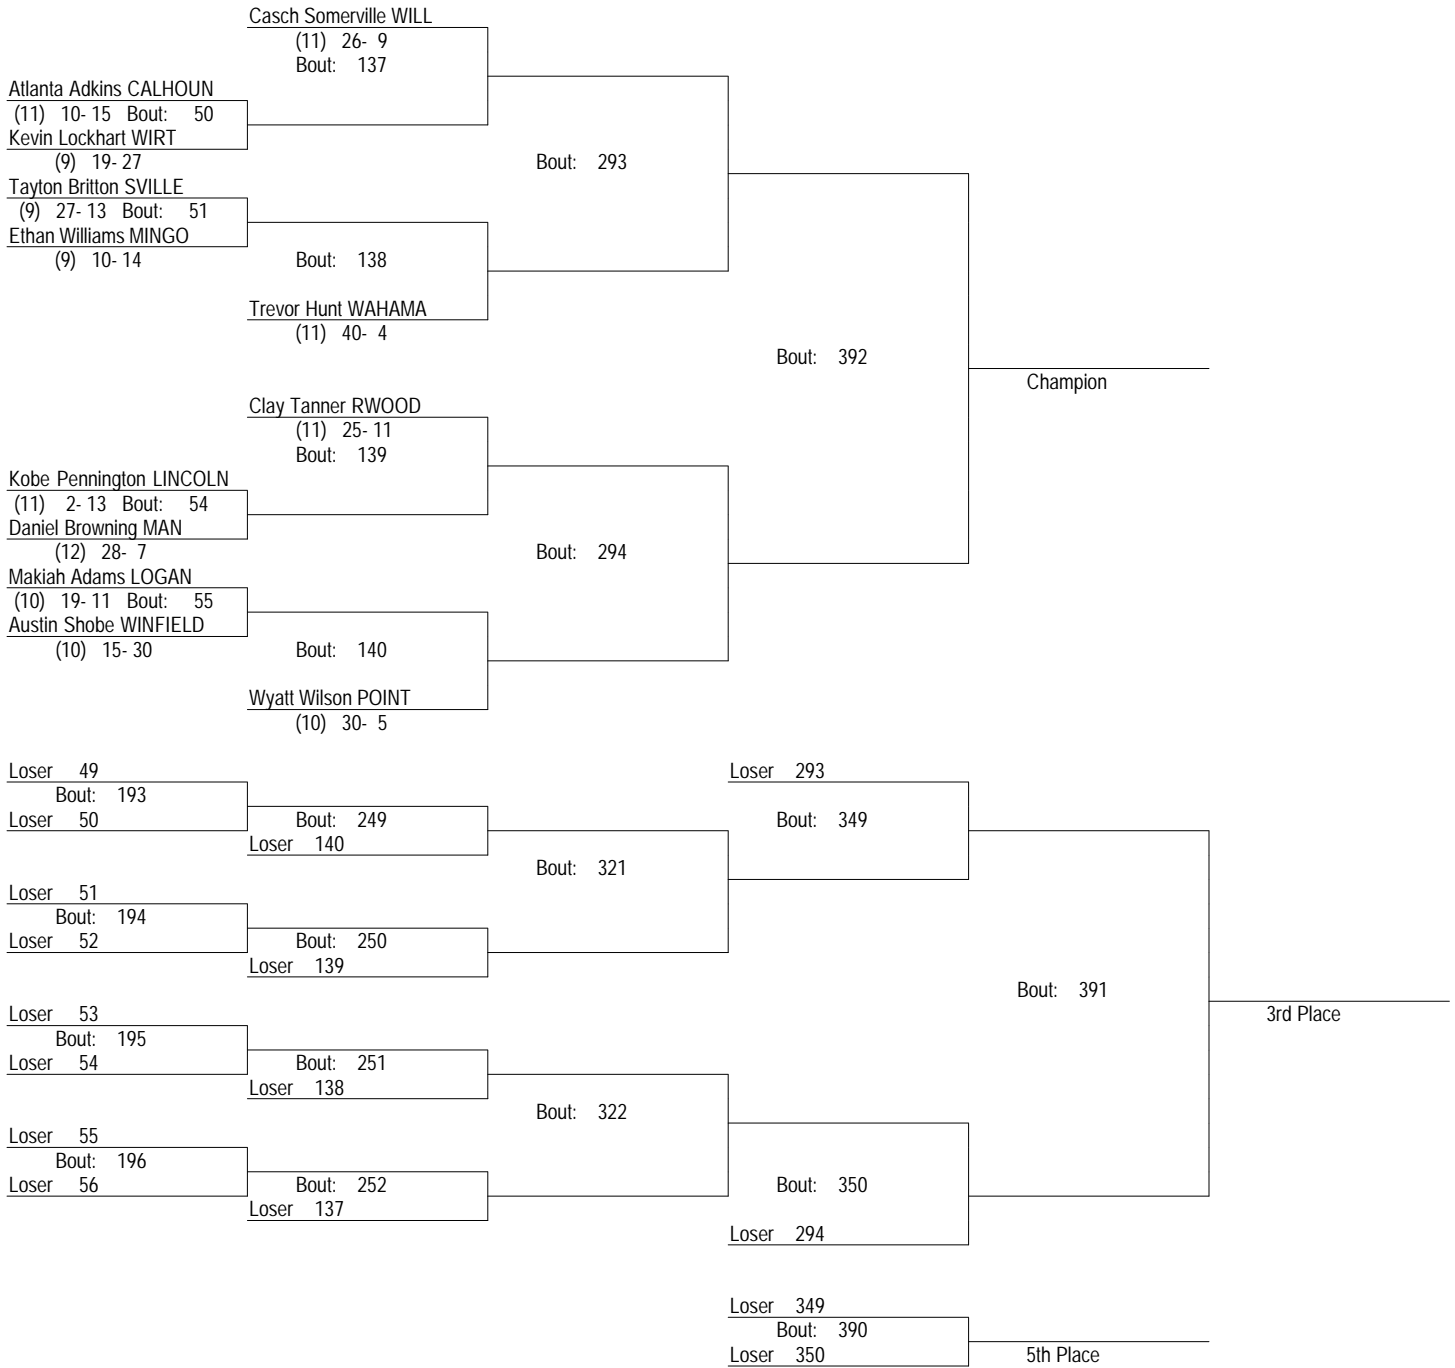 Casch Somerville WILL
(11) 26- 9
Bout: 137
Atlanta Adkins CALHOUN
(11) 10- 15 Bout: 50
Kevin Lockhart WIRT
(9) 19- 27
Bout: 293
Tayton Britton SVILLE
(9) 27- 13 Bout: 51
Ethan Williams MINGO
(9) 10- 14
Bout: 138
Trevor Hunt WAHAMA
(11) 40- 4
Bout: 392
Champion
Clay Tanner RWOOD
(11) 25- 11
Bout: 139
Kobe Pennington LINCOLN
(11) 2- 13 Bout: 54
Daniel Browning MAN
(12) 28- 7
Bout: 294
Makiah Adams LOGAN
(10) 19- 11 Bout: 55
Austin Shobe WINFIELD
(10) 15- 30
Bout: 140
Wyatt Wilson POINT
(10) 30- 5
Loser 49
Bout: 193
Loser 50
Bout: 249
Loser 140
Loser 293
Bout: 349
Bout: 321
Loser 51
Bout: 194
Loser 52
Bout: 250
Loser 139
Bout: 391
3rd Place
Loser 53
Bout: 195
Loser 54
Bout: 251
Loser 138
Bout: 322
Loser 55
Bout: 196
Loser 56
Bout: 252
Loser 137
Bout: 350
Loser 294
Loser 349
Bout: 390
Loser 350
5th Place